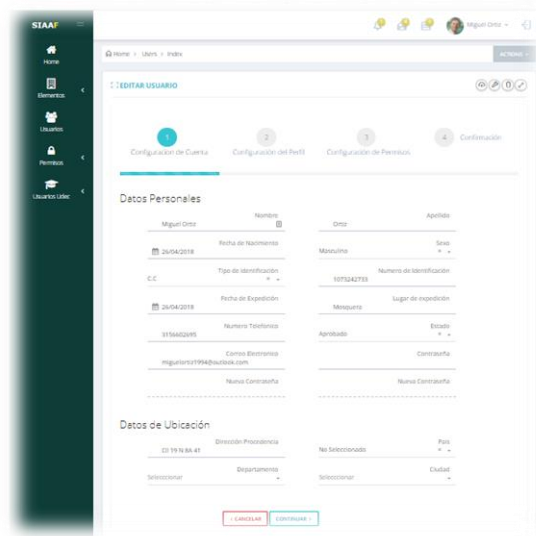 SIAAF
Miguel Ortiz
Home
Home > Users > Index
ACTIONS
Elementos
EDITAR USUARIO
Usuarios
Permisos
Usuarios Udec
1 2 3 4 Confirmación
Configuración de Cuenta Configuración del Perfil Configuración de Permisos
Datos Personales
Nombre Apellido
Miguel Ortiz Ortiz
Fecha de Nacimiento Sexo
26/04/2018 Masculino
Tipo de identificación Numero de Identificación
C.C 1073242733
Fecha de Expedición Lugar de expedición
26/04/2018 Mosquera
Numero Telefonico Estado
3156602695 Aprobado
Correo Electronico Contraseña
miguelortiz1994@outlook.com
Nueva Contraseña Nueva Contraseña
Datos de Ubicación
Dirección Procedencia Pais
Cll 19 N 8A 41 No Seleccionado
Departamento Ciudad
Seleccionar Seleccionar
CANCELAR CONTINUAR